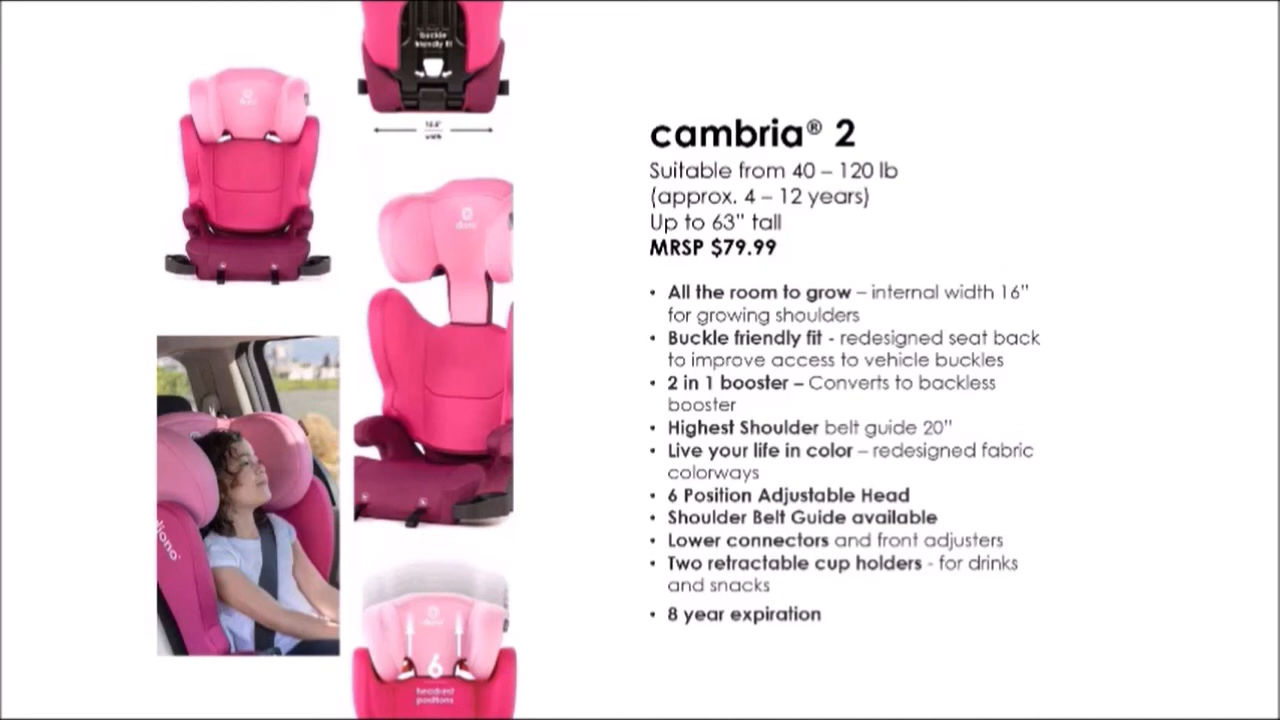 buckle
friendly fit
width
diono
cambria® 2
Suitable from 40 – 120 lb
(approx. 4 – 12 years)
Up to 63” tall
MRSP $79.99
• All the room to grow – internal width 16”
for growing shoulders
• Buckle friendly fit - redesigned seat back
to improve access to vehicle buckles
• 2 in 1 booster – Converts to backless
booster
• Highest Shoulder belt guide 20”
• Live your life in color – redesigned fabric
colorways
• 6 Position Adjustable Head
• Shoulder Belt Guide available
• Lower connectors and front adjusters
• Two retractable cup holders - for drinks
and snacks
• 8 year expiration
diono
diono
6
headrest
positions